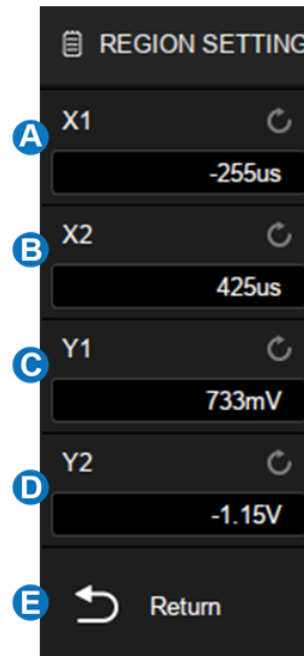 REGION SETTING
A
X1
-255us
B
X2
425us
C
Y1
733mV
D
Y2
-1.15V
E
Return